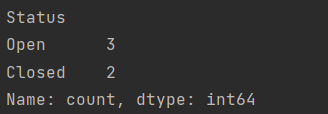 Status
Open      3
Closed    2
Name: count, dtype: int64